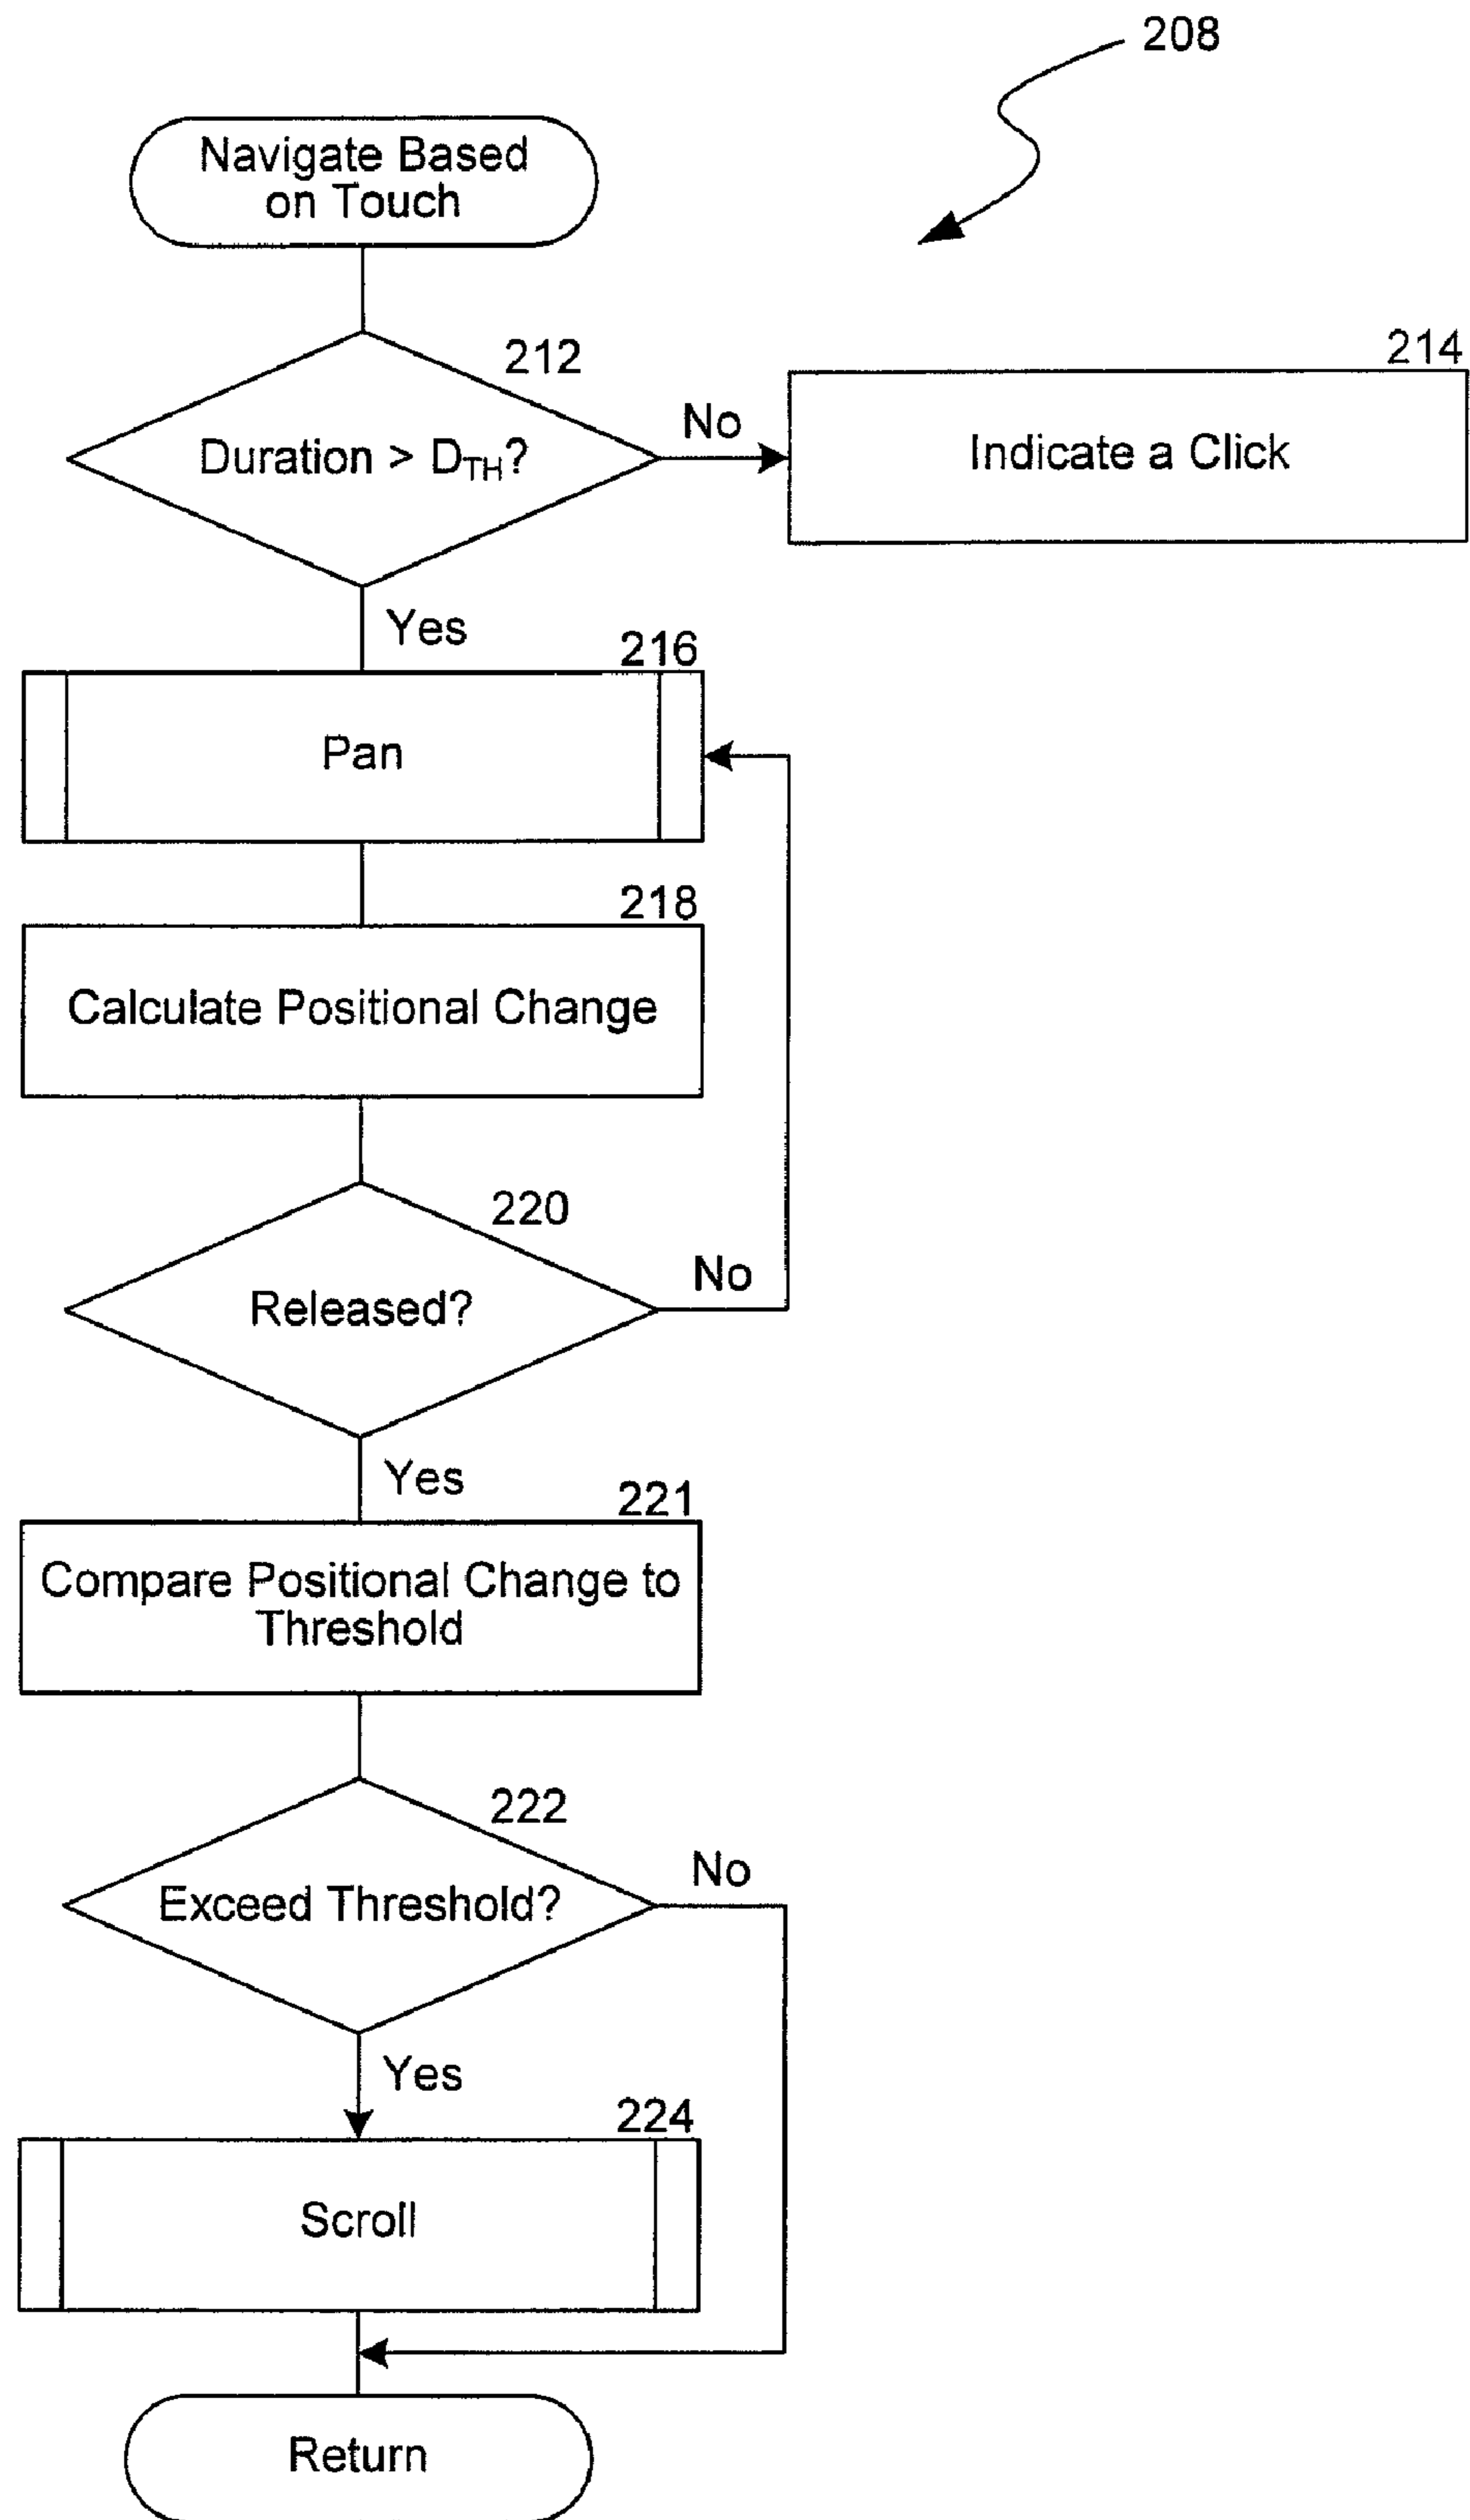 208
Navigate Based
on Touch
212
Duration > D_TH?
No
214
Indicate a Click
Yes
216
Pan
218
Calculate Positional Change
220
Released?
No
Yes
221
Compare Positional Change to
Threshold
222
Exceed Threshold?
No
Yes
224
Scroll
Return